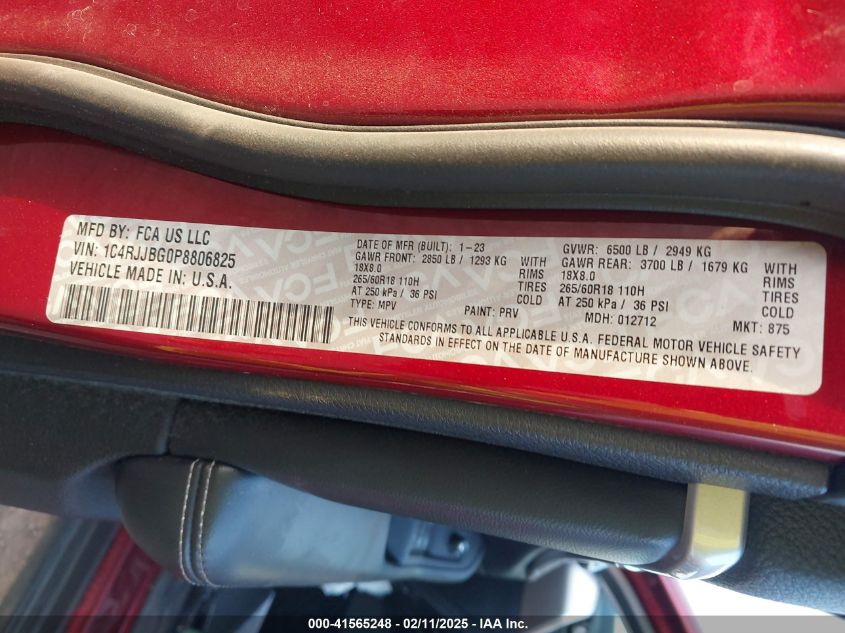 MFD BY: FCA US LLC
VIN: 1C4RJJBG0P8806825
VEHICLE MADE IN U.S.A.
DATE OF MFR (BUILT): 1-23
GAWR FRONT: 2850 LB / 1293 KG WITH
18X8.0 RIMS
265/60R18 110H TIRES
AT 250 kPa / 36 PSI COLD
TYPE: MPV PAINT: PRV
GVWR: 6500 LB / 2949 KG
GAWR REAR: 3700 LB / 1679 KG WITH
18X8.0 RIMS
265/60R18 110H TIRES
AT 250 kPa / 36 PSI COLD
MDH: 012712 MKT: 875
THIS VEHICLE CONFORMS TO ALL APPLICABLE U.S.A. FEDERAL MOTOR VEHICLE SAFETY
STANDARDS IN EFFECT ON THE DATE OF MANUFACTURE SHOWN ABOVE.
000-41565248 - 02/11/2025 - IAAI.com